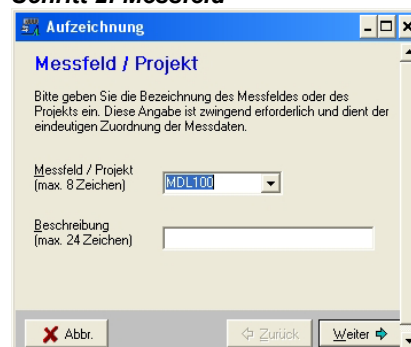 Schritt 2: Messfeld
Aufzeichnung
Messfeld / Projekt
Bitte geben Sie die Bezeichnung des Messfeldes oder des
Projekts ein. Diese Angabe ist zwingend erforderlich und dient der
eindeutigen Zuordnung der Messdaten.
Messfeld / Projekt
(max. 8 Zeichen)
MDL100
Beschreibung
(max. 24 Zeichen)
Abbr.
Zurück
Weiter